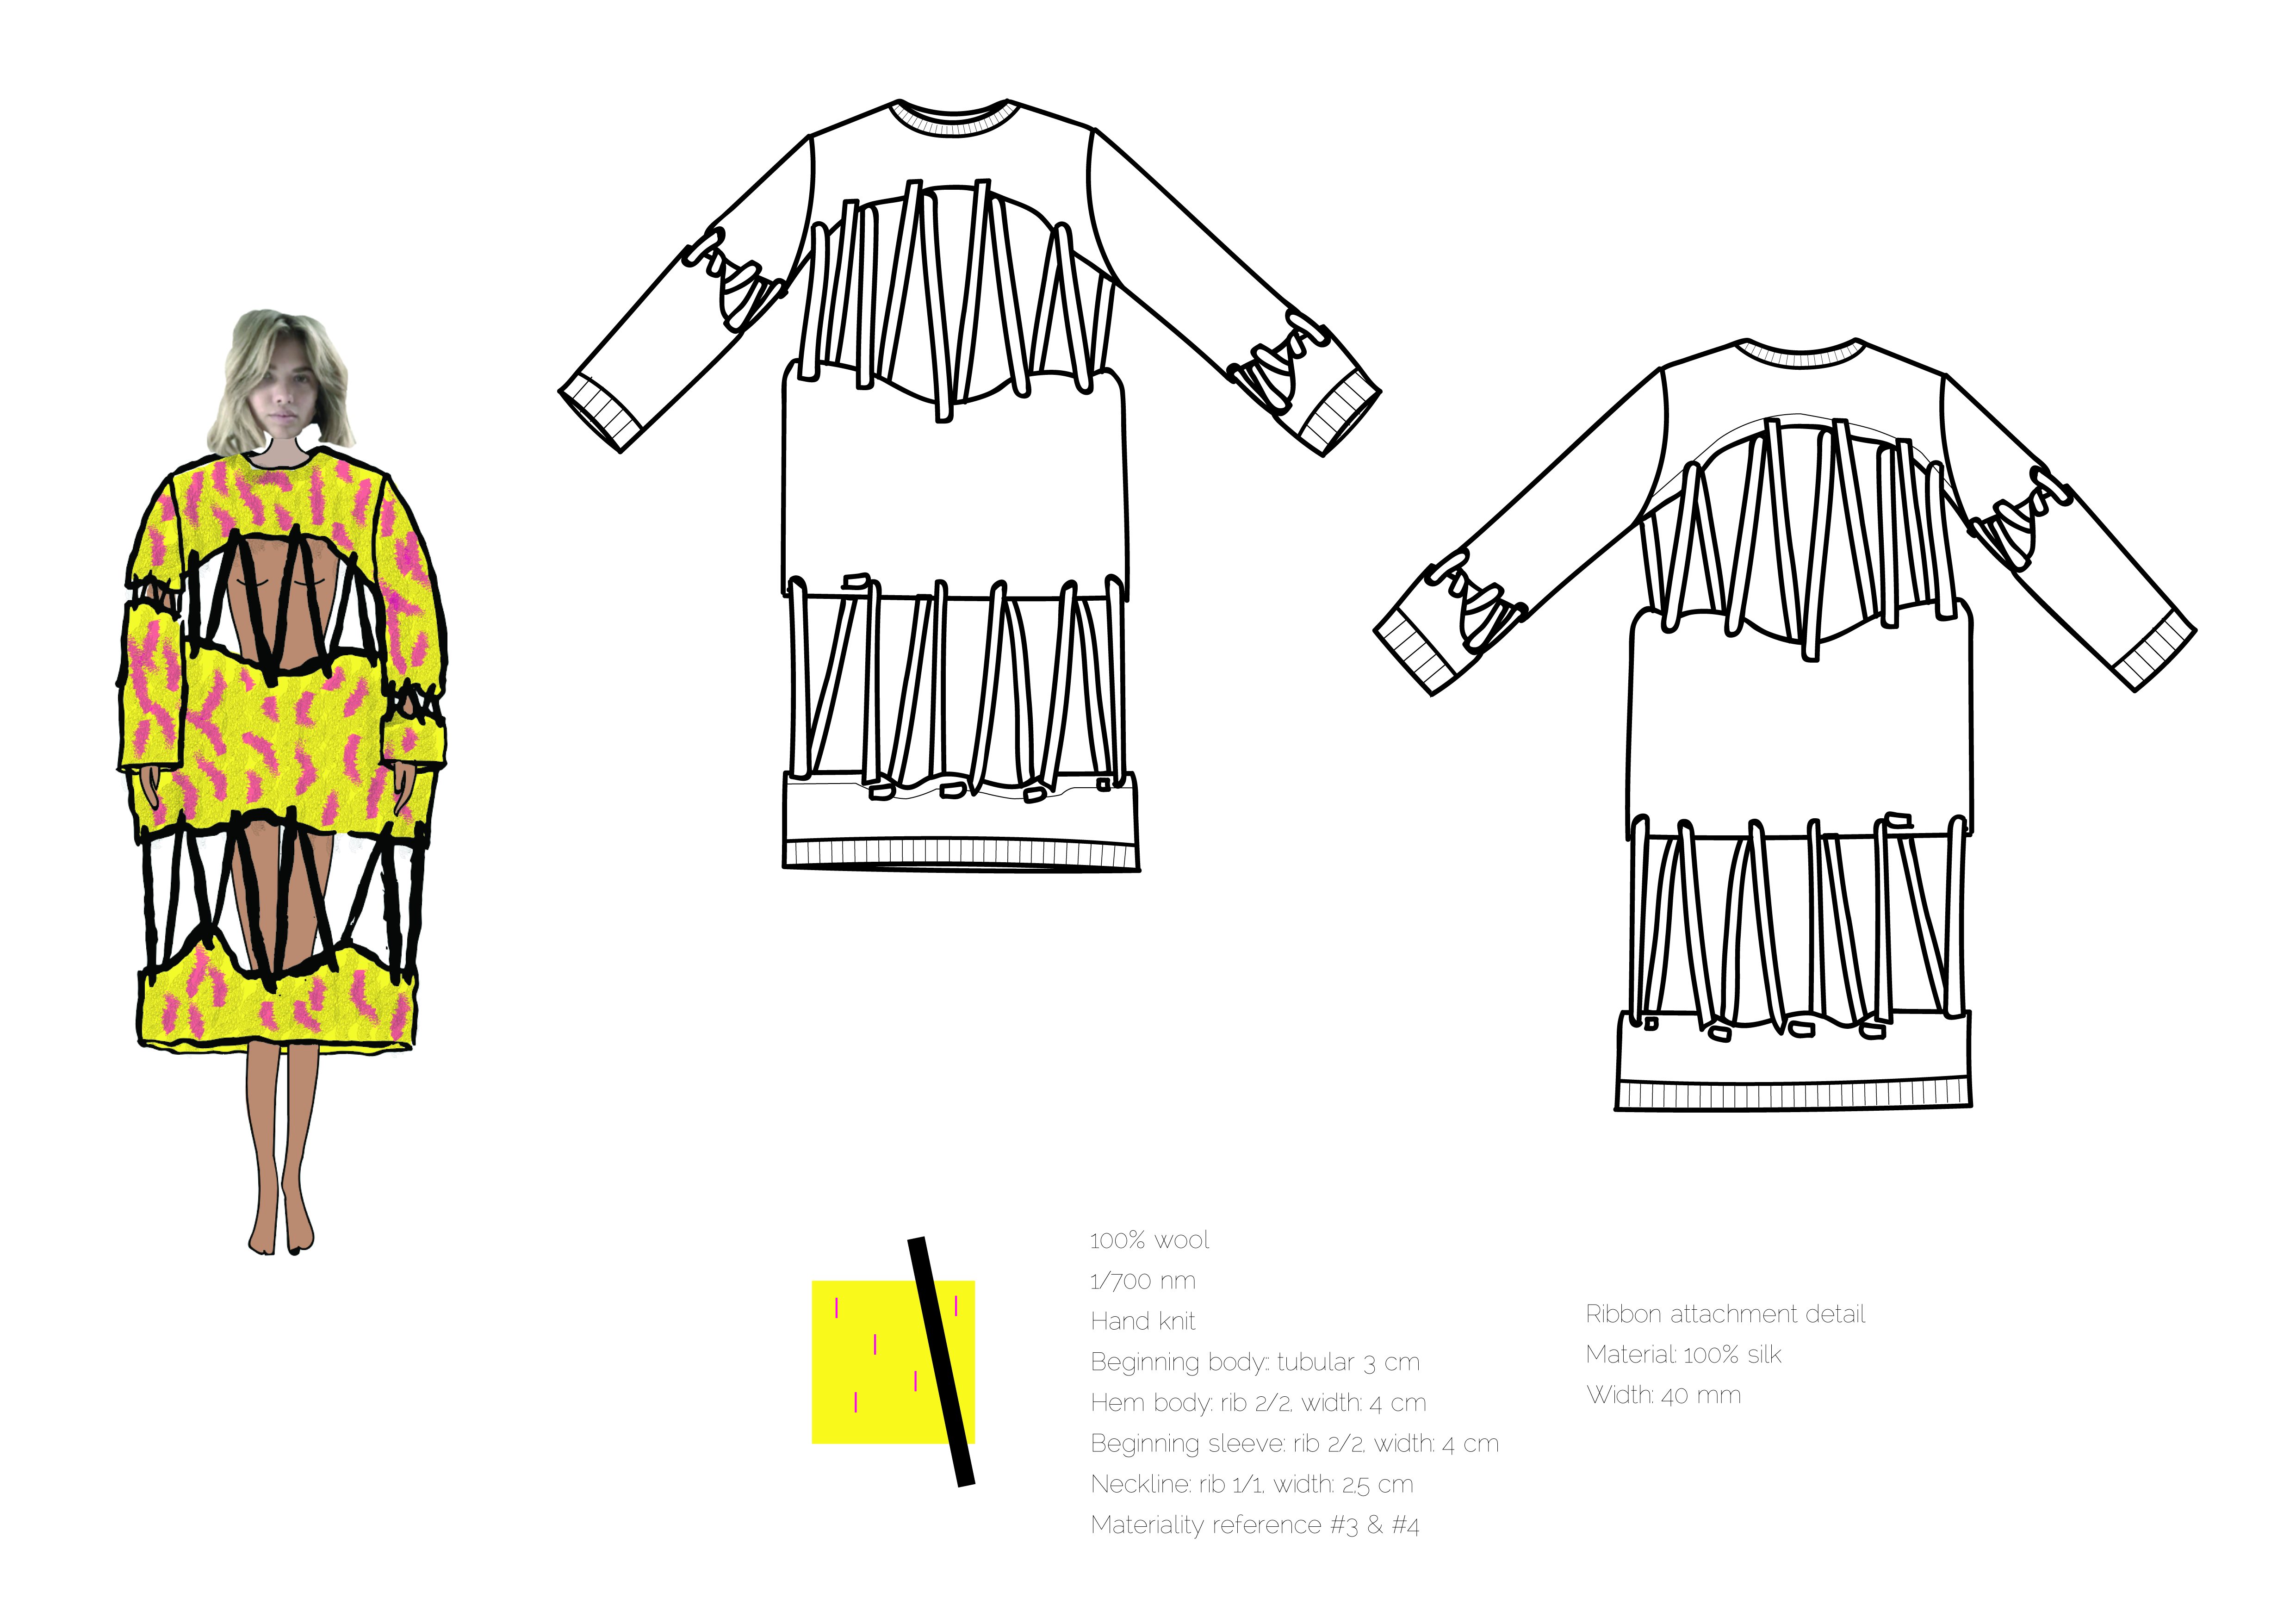 100% wool
1/700 nm
Hand knit
Beginning body:: tubular 3 cm
Hem body: rib 2/2, width: 4 cm
Beginning sleeve: rib 2/2, width: 4 cm
Neckline: rib 1/1, width: 2,5 cm
Materiality reference #3 & #4
Ribbon attachment detail
Material: 100% silk
Width: 40 mm